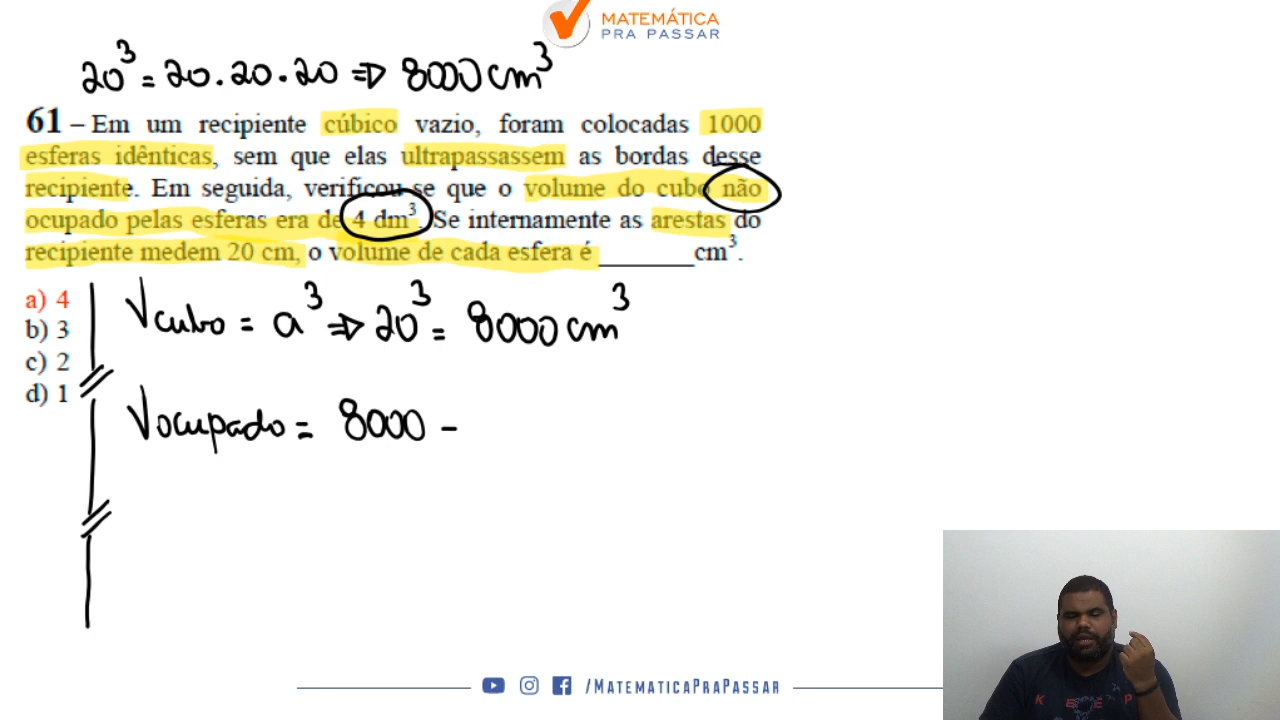 MATEMÁTICA
PRA PASSAR
20³ = 20 . 20 . 20 ⇒ 8000 cm³
61 – Em um recipiente cúbico vazio, foram colocadas 1000
esferas idênticas, sem que elas ultrapassassem as bordas desse
recipiente. Em seguida, verificou-se que o volume do cubo não
ocupado pelas esferas era de 4 dm³. Se internamente as arestas do
recipiente medem 20 cm, o volume de cada esfera é ________cm³.
a) 4
b) 3
c) 2
d) 1
Vcubo = a³ ⇒ 20³ = 8000 cm³
Vocupado = 8000 –
K E P
/MATEMATICAPRAPASSAR